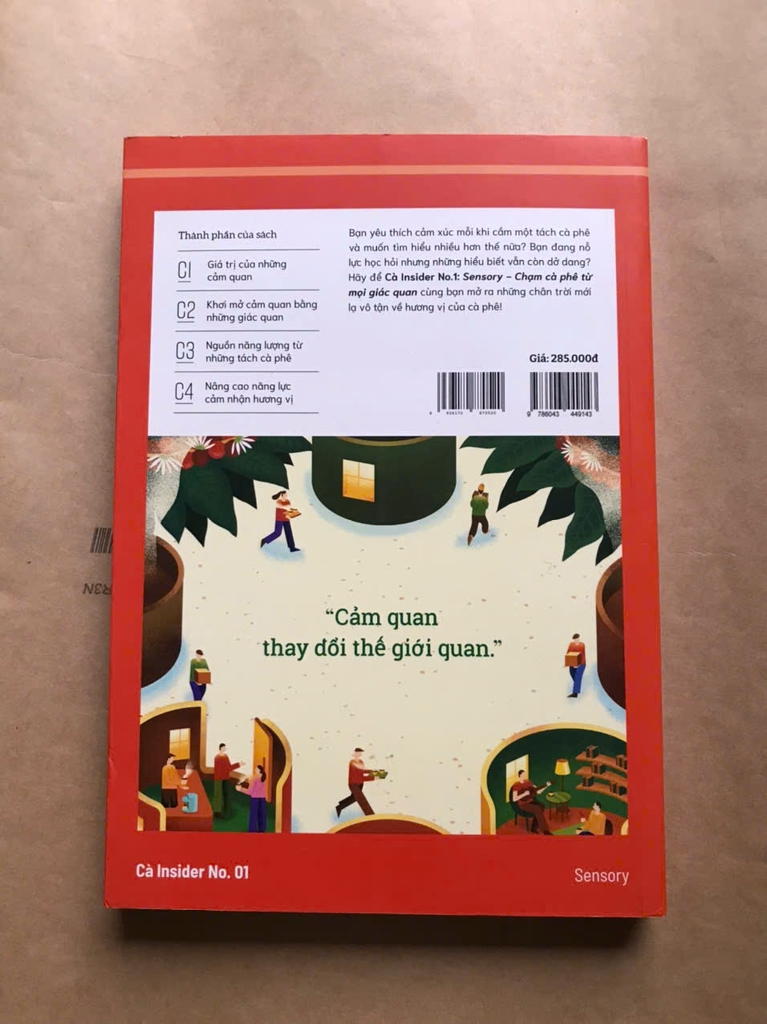 Thành phần của sách
C1 Giá trị của những
cảm quan
C2 Khơi mở cảm quan bằng
những giác quan
C3 Nguồn năng lượng từ
những tách cà phê
C4 Nâng cao năng lực
cảm nhận hương vị
Bạn yêu thích cảm xúc mỗi khi cầm một tách cà phê
và muốn tìm hiểu nhiều hơn thế nữa? Bạn đang nỗ
lực học hỏi nhưng những hiểu biết vẫn còn dở dang?
Hãy để Cà Insider No.1: Sensory – Chạm cà phê từ
mọi giác quan cùng bạn mở ra những chân trời mới
lạ vô tận về hương vị của cà phê!
Giá: 285.000đ
9 786043 449143
“Cảm quan
thay đổi thế giới quan.”
Cà Insider No. 01
Sensory